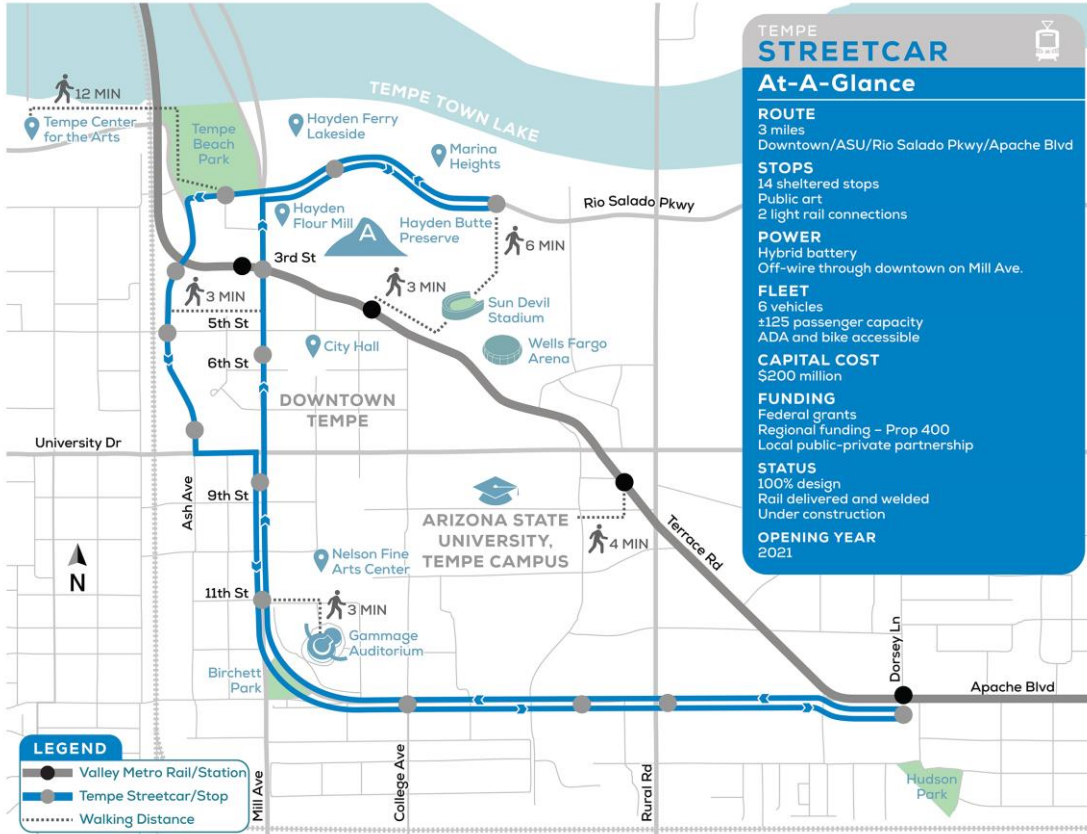 12 MIN
Tempe Center
for the Arts
Tempe
Beach
Park
Hayden Ferry
Lakeside
TEMPE TOWN LAKE
Marina
Heights
Rio Salado Pkwy
Hayden
Flour Mill
A
Hayden Butte
Preserve
6 MIN
3rd St
3 MIN
3 MIN
5th St
Sun Devil
Stadium
City Hall
6th St
Wells Fargo
Arena
DOWNTOWN
TEMPE
University Dr
Ash Ave
9th St
ARIZONA STATE
UNIVERSITY,
TEMPE CAMPUS
4 MIN
Terrace Rd
N
Nelson Fine
Arts Center
11th St
3 MIN
Gammage
Auditorium
Birchett
Park
Dorsey Ln
Apache Blvd
Mill Ave
College Ave
Rural Rd
Hudson
Park
LEGEND
Valley Metro Rail/Station
Tempe Streetcar/Stop
Walking Distance
TEMPE
STREETCAR
At-A-Glance
ROUTE
3 miles
Downtown/ASU/Rio Salado Pkwy/Apache Blvd
STOPS
14 sheltered stops
Public art
2 light rail connections
POWER
Hybrid battery
Off-wire through downtown on Mill Ave.
FLEET
6 vehicles
±125 passenger capacity
ADA and bike accessible
CAPITAL COST
$200 million
FUNDING
Federal grants
Regional funding – Prop 400
Local public-private partnership
STATUS
100% design
Rail delivered and welded
Under construction
OPENING YEAR
2021